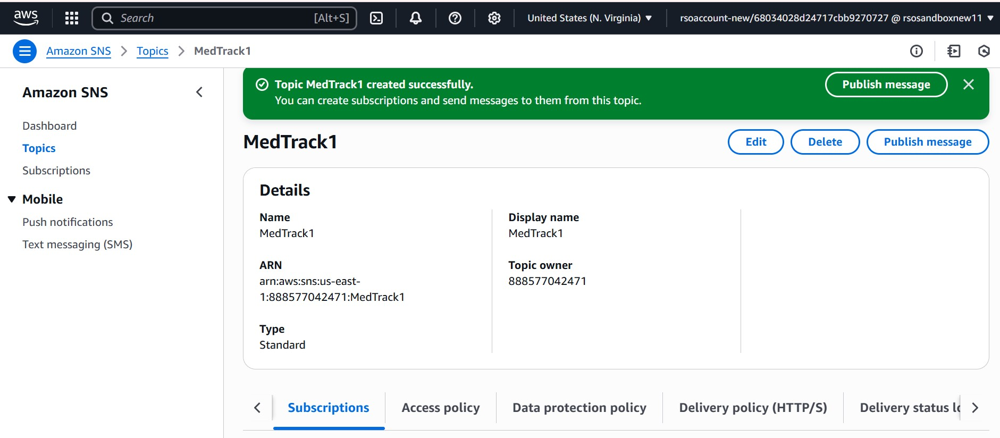 aws
Search
[Alt+S]
United States (N. Virginia)
rsoaccount-new/68034028d24717cbb9270727 @ rsosandboxnew11
Amazon SNS
Topics
MedTrack1
Amazon SNS
Dashboard
Topics
Subscriptions
Mobile
Push notifications
Text messaging (SMS)
Topic MedTrack1 created successfully.
You can create subscriptions and send messages to them from this topic.
Publish message
MedTrack1
Edit
Delete
Publish message
Details
Name
MedTrack1
ARN
arn:aws:sns:us-east-
1:888577042471:MedTrack1
Type
Standard
Display name
MedTrack1
Topic owner
888577042471
Subscriptions
Access policy
Data protection policy
Delivery policy (HTTP/S)
Delivery status